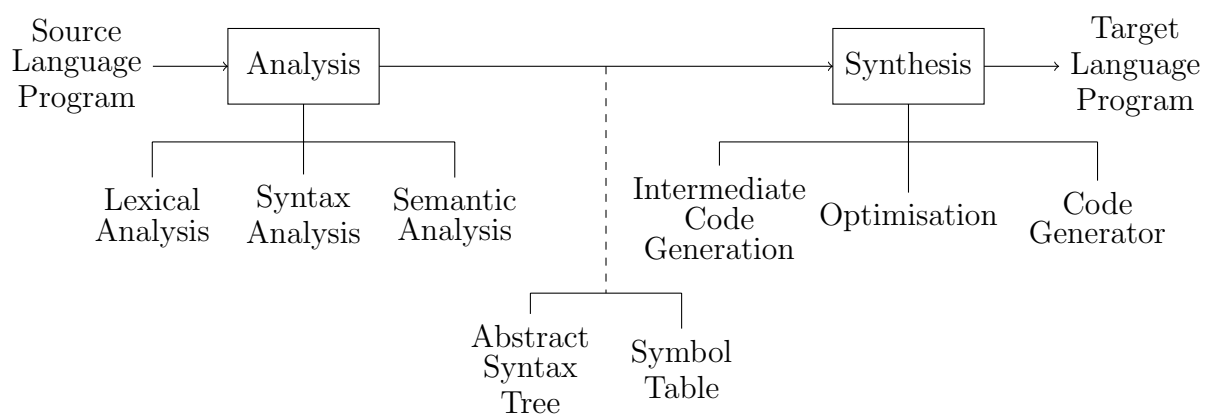 Source
Language
Program
Analysis
Synthesis
Target
Language
Program
Lexical
Analysis
Syntax
Analysis
Semantic
Analysis
Intermediate
Code
Generation
Optimisation
Code
Generator
Abstract
Syntax
Tree
Symbol
Table